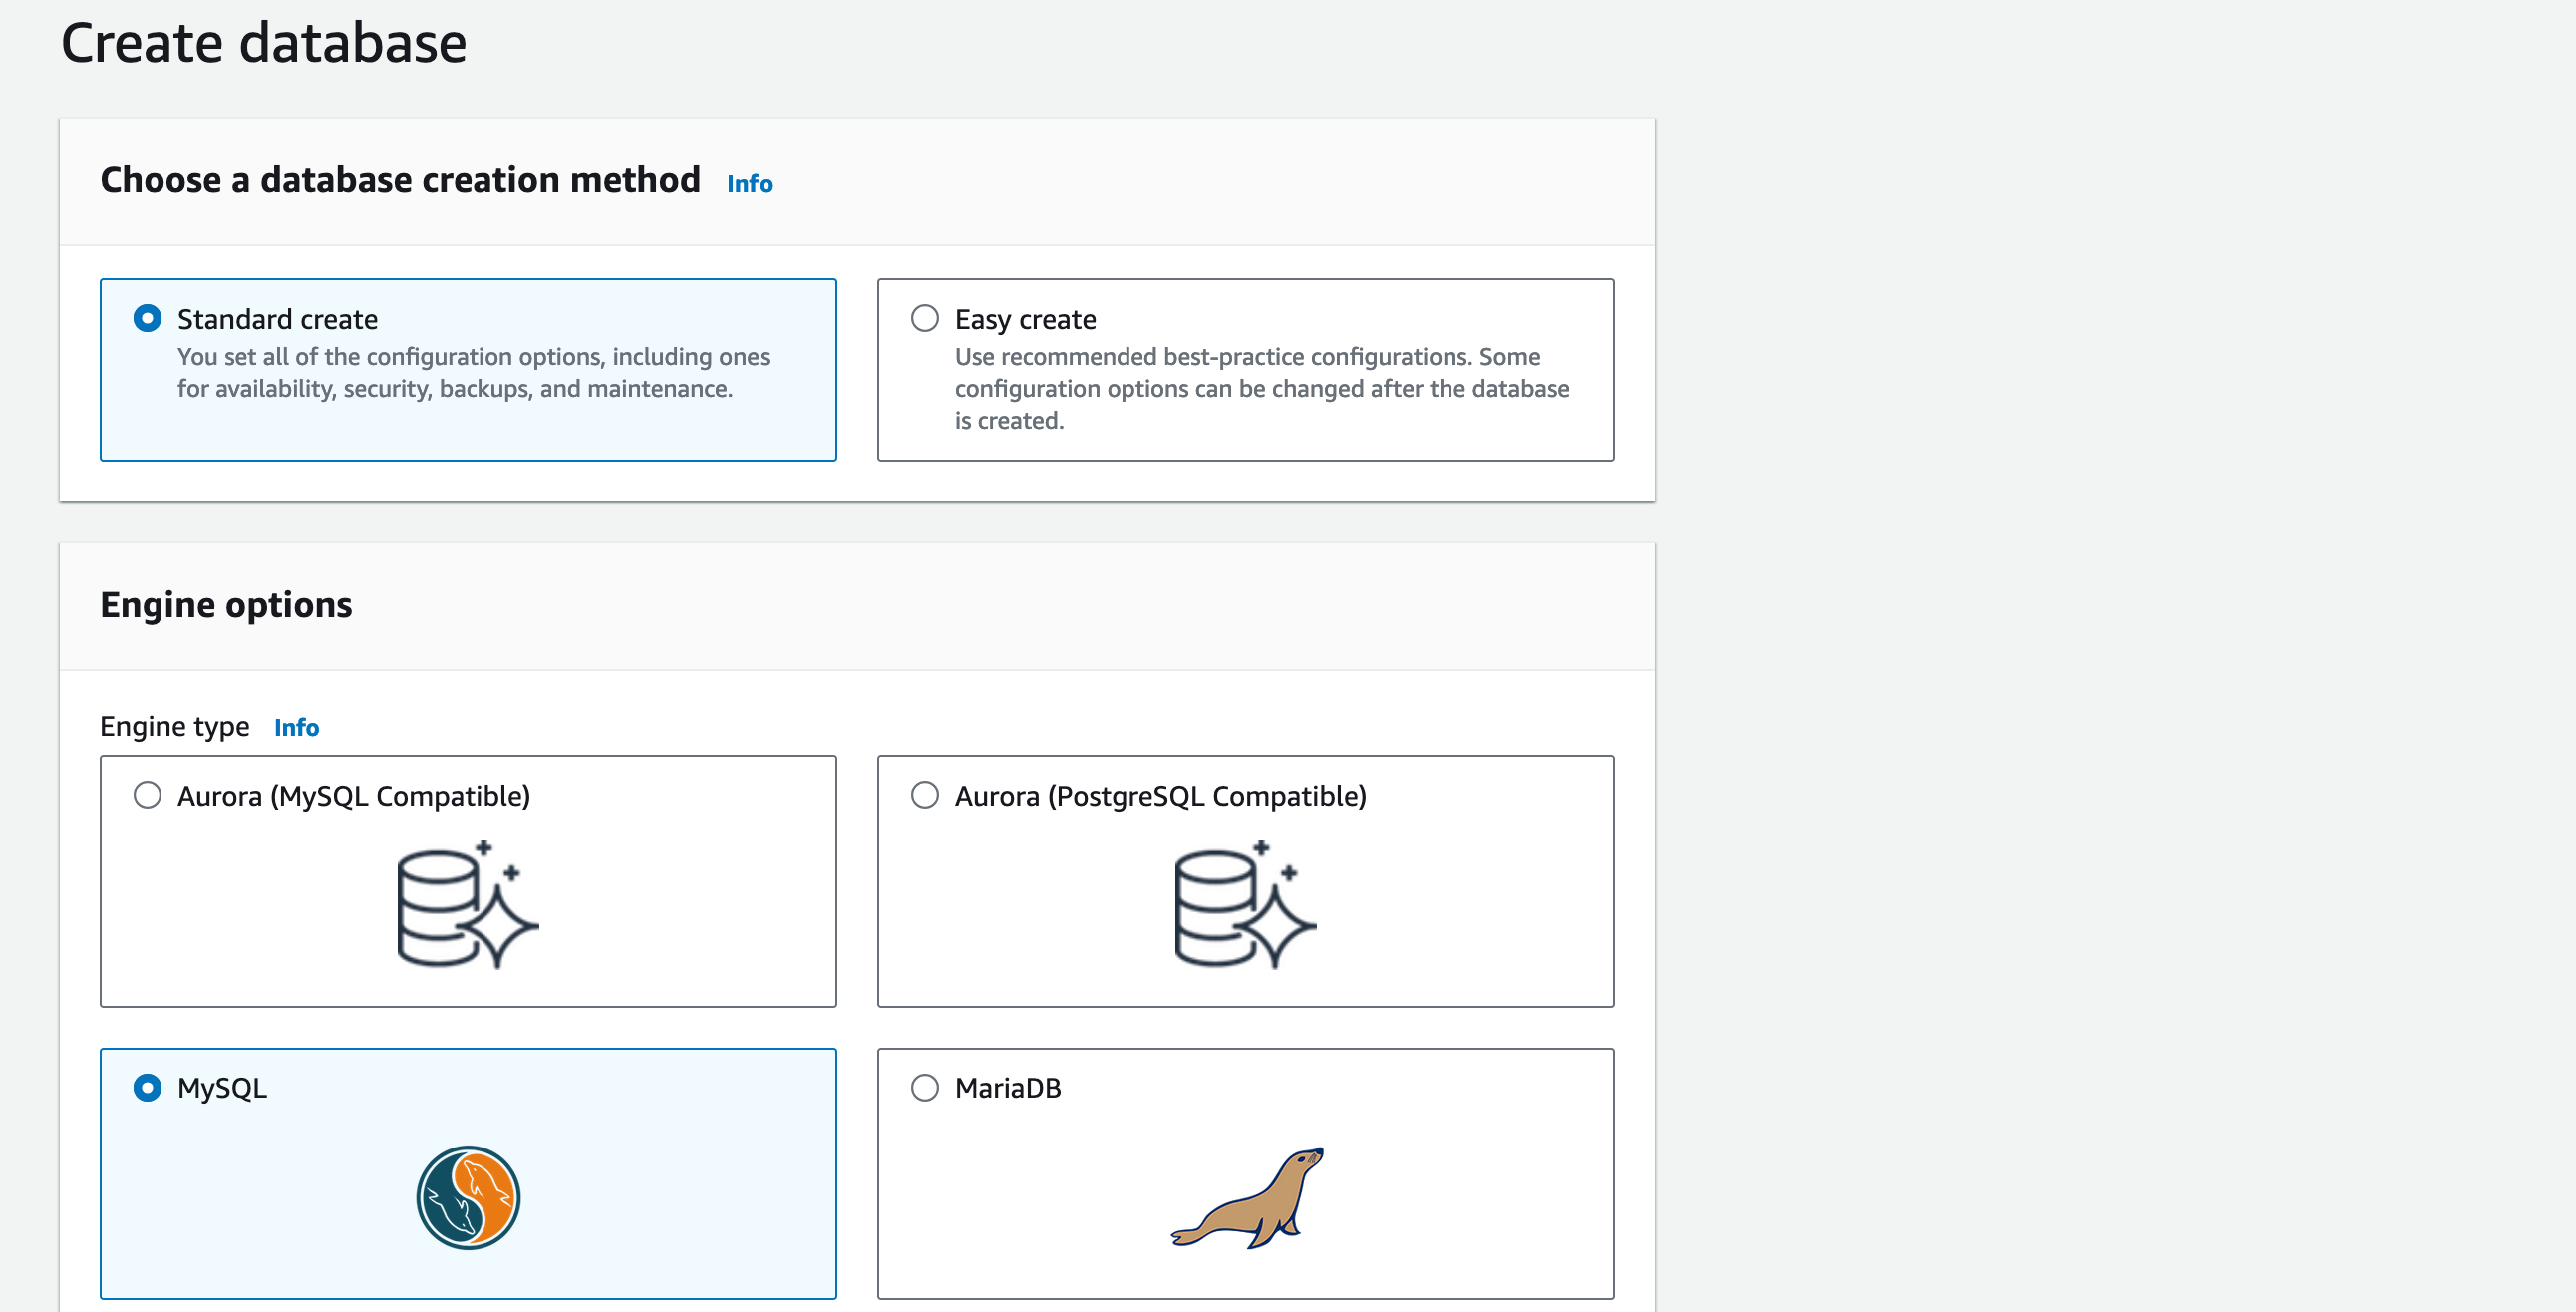 Create database
Choose a database creation method Info
Standard create
You set all of the configuration options, including ones
for availability, security, backups, and maintenance.
Easy create
Use recommended best-practice configurations. Some
configuration options can be changed after the database
is created.
Engine options
Engine type Info
Aurora (MySQL Compatible)
Aurora (PostgreSQL Compatible)
MySQL
MariaDB